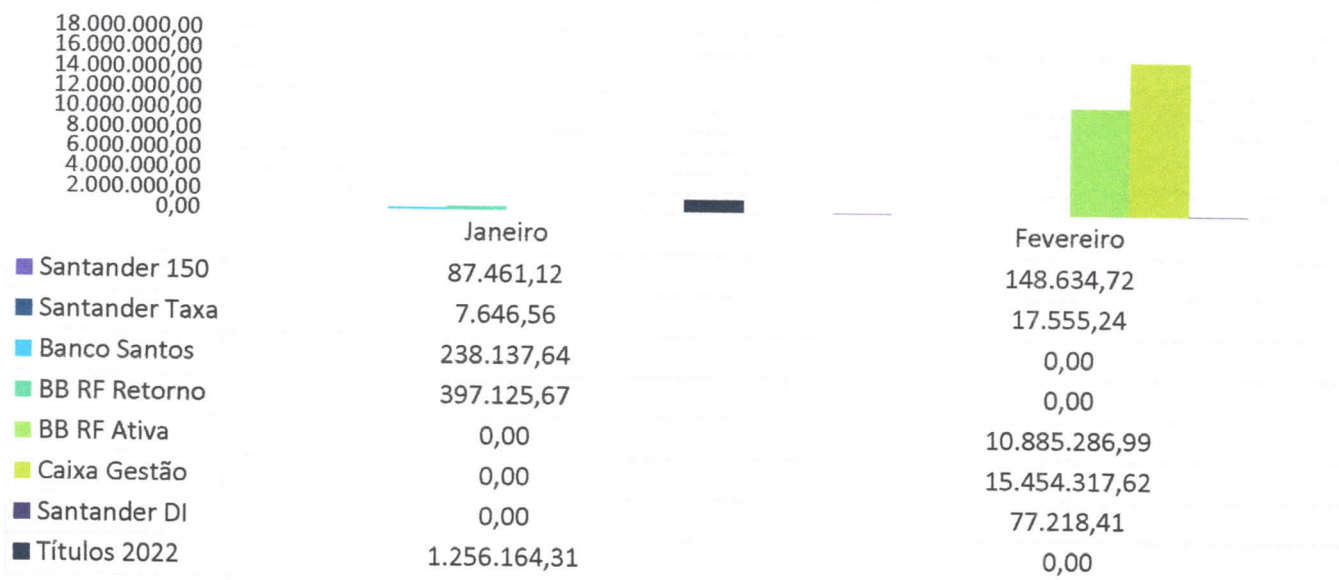 18.000.000,00
16.000.000,00
14.000.000,00
12.000.000,00
10.000.000,00
8.000.000,00
6.000.000,00
4.000.000,00
2.000.000,00
0,00
Janeiro Fevereiro
Santander 150 87.461,12 148.634,72
Santander Taxa 7.646,56 17.555,24
Banco Santos 238.137,64 0,00
BB RF Retorno 397.125,67 0,00
BB RF Ativa 0,00 10.885.286,99
Caixa Gestão 0,00 15.454.317,62
Santander DI 0,00 77.218,41
Títulos 2022 1.256.164,31 0,00